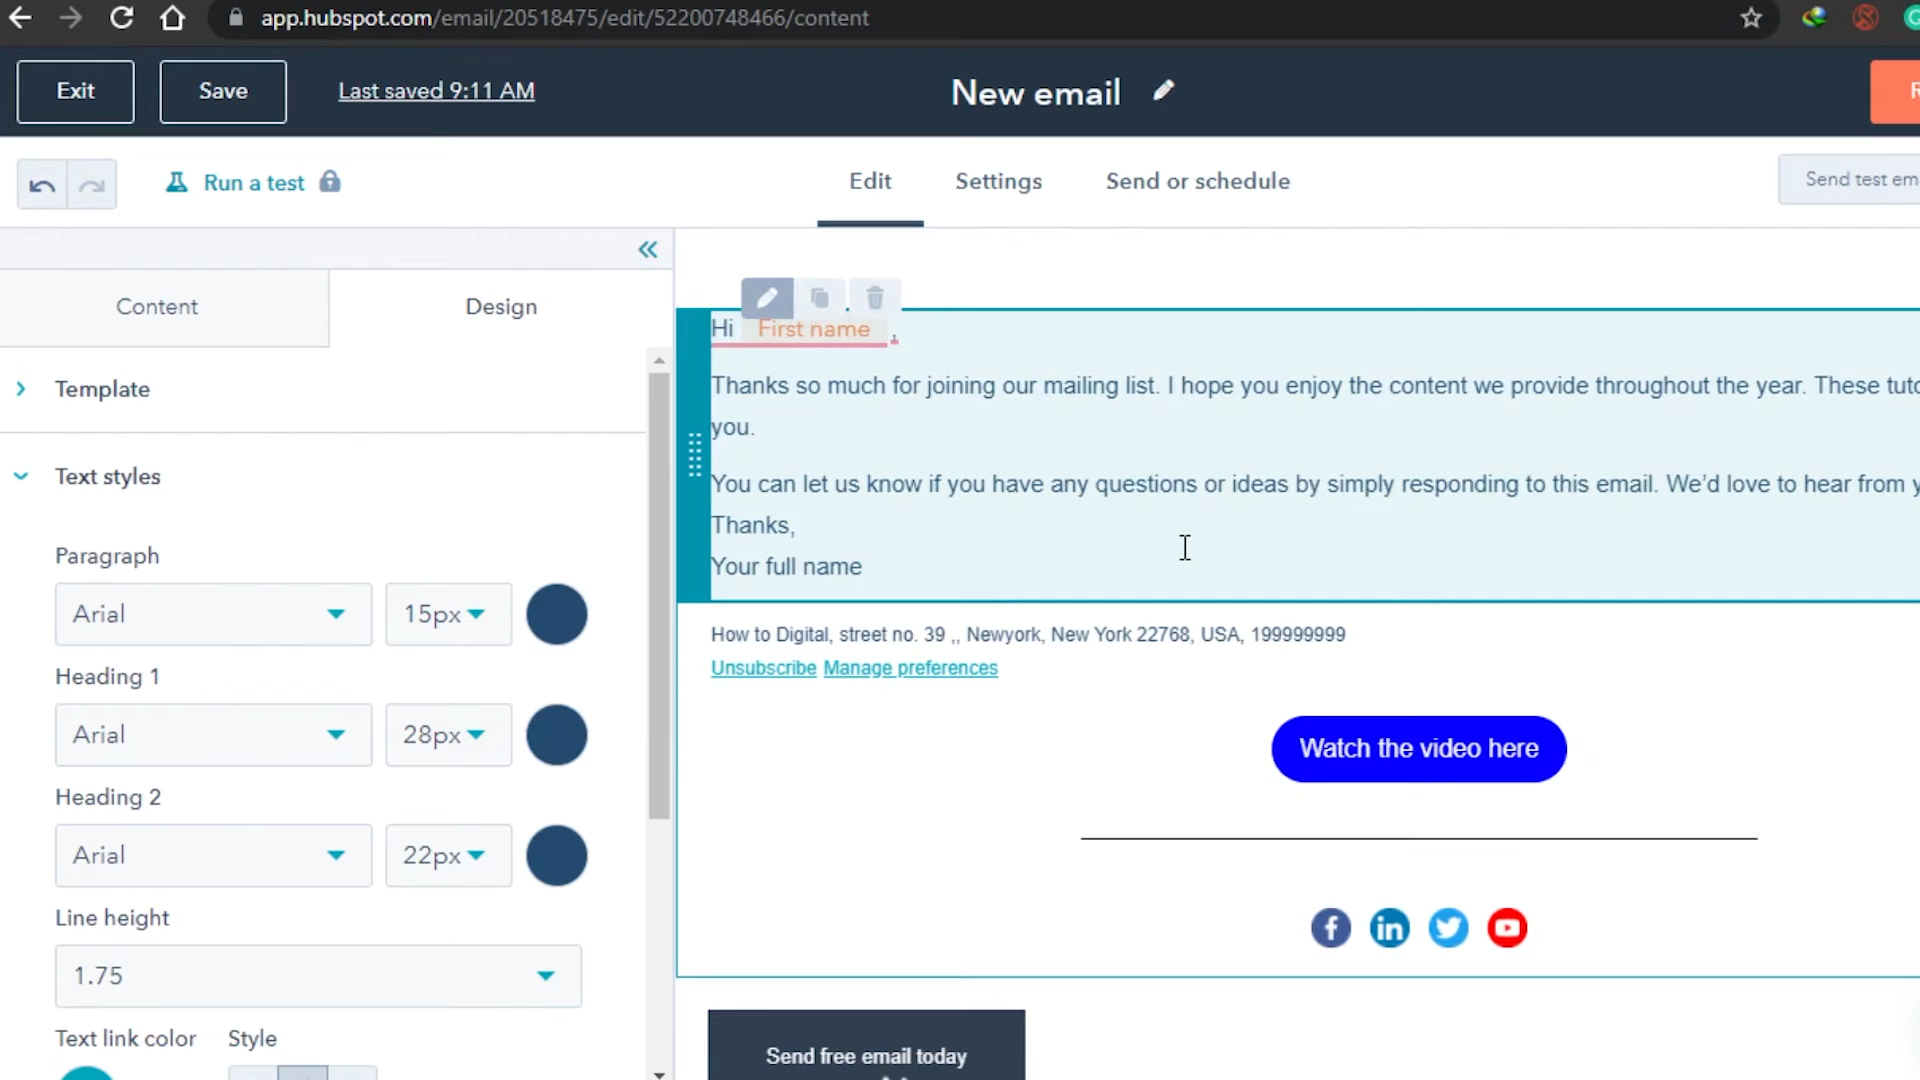 app.hubspot.com/email/20518475/edit/52200748466/content
Exit
Save
Last saved 9:11 AM
New email
Run a test
Edit
Settings
Send or schedule
Send test em
Content
Design
Template
Text styles
Paragraph
Arial
15px
Heading 1
Arial
28px
Heading 2
Arial
22px
Line height
1.75
Text link color
Style
Hi First name ,
Thanks so much for joining our mailing list. I hope you enjoy the content we provide throughout the year. These tuto
you.
You can let us know if you have any questions or ideas by simply responding to this email. We'd love to hear from y
Thanks,
Your full name
How to Digital, street no. 39 ,, Newyork, New York 22768, USA, 199999999
Unsubscribe Manage preferences
Watch the video here
Send free email today